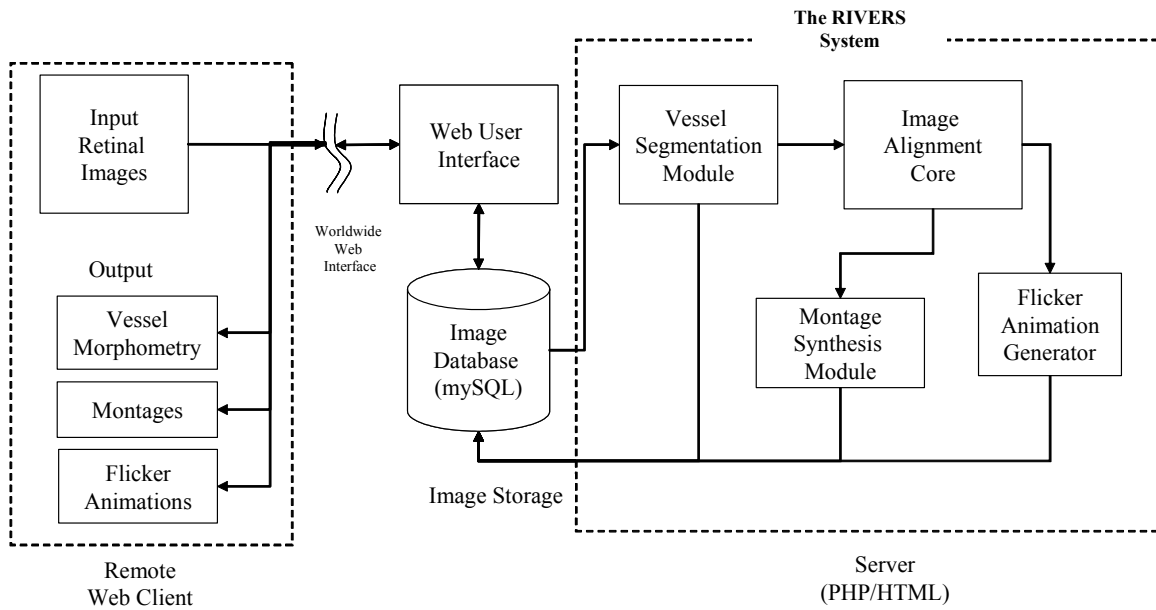 The RIVERS
System
Input
Retinal
Images
Web User
Interface
Vessel
Segmentation
Module
Image
Alignment
Core
Worldwide
Web
Interface
Output
Vessel
Morphometry
Montages
Flicker
Animations
Image
Database
(mySQL)
Montage
Synthesis
Module
Flicker
Animation
Generator
Image Storage
Remote
Web Client
Server
(PHP/HTML)